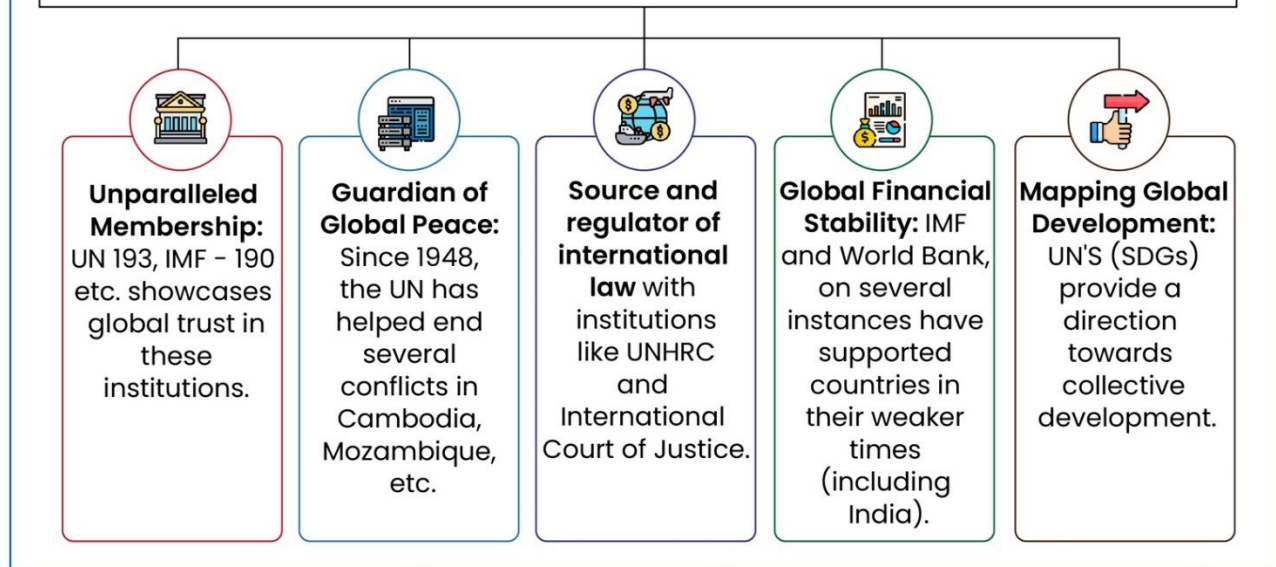 Unparalleled
Membership:
UN 193, IMF - 190
etc. showcases
global trust in
these
institutions.
Guardian of
Global Peace:
Since 1948,
the UN has
helped end
several
conflicts in
Cambodia,
Mozambique,
etc.
Source and
regulator of
international
law with
institutions
like UNHRC
and
International
Court of Justice.
Global Financial
Stability: IMF
and World Bank,
on several
instances have
supported
countries in
their weaker
times
(including
India).
Mapping Global
Development:
UN'S (SDGs)
provide a
direction
towards
collective
development.